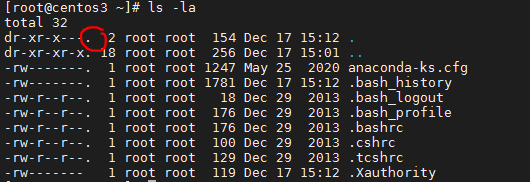 [root@centos3 ~]# ls -la
total 32
dr-xr-x---. 2 root root 154 Dec 17 15:12 .
dr-xr-xr-x. 18 root root 256 Dec 17 15:01 ..
-rw-------. 1 root root 1247 May 25 2020 anaconda-ks.cfg
-rw-------. 1 root root 1781 Dec 17 15:12 .bash_history
-rw-r--r--. 1 root root 18 Dec 29 2013 .bash_logout
-rw-r--r--. 1 root root 176 Dec 29 2013 .bash_profile
-rw-r--r--. 1 root root 176 Dec 29 2013 .bashrc
-rw-r--r--. 1 root root 100 Dec 29 2013 .cshrc
-rw-r--r--. 1 root root 129 Dec 29 2013 .tcshrc
-rw------- 1 root root 119 Dec 17 15:12 .Xauthority